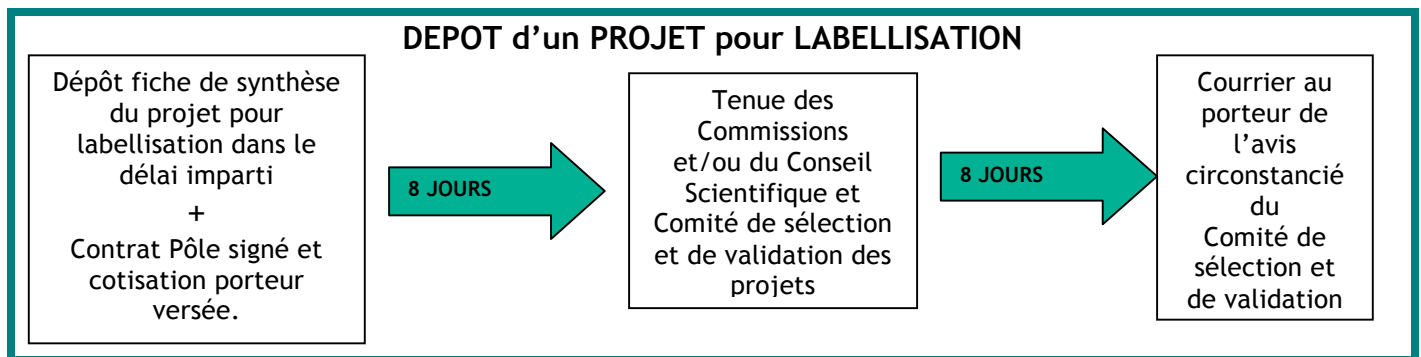 DEPOT d’un PROJET pour LABELLISATION
Dépôt fiche de synthèse
du projet pour
labellisation dans le
délai imparti
+
Contrat Pôle signé et
cotisation porteur
versée.
8 JOURS
Tenue des
Commissions
et/ou du Conseil
Scientifique et
Comité de sélection
et de validation des
projets
8 JOURS
Courrier au
porteur de
l’avis
circonstancié
du
Comité de
sélection et
de validation